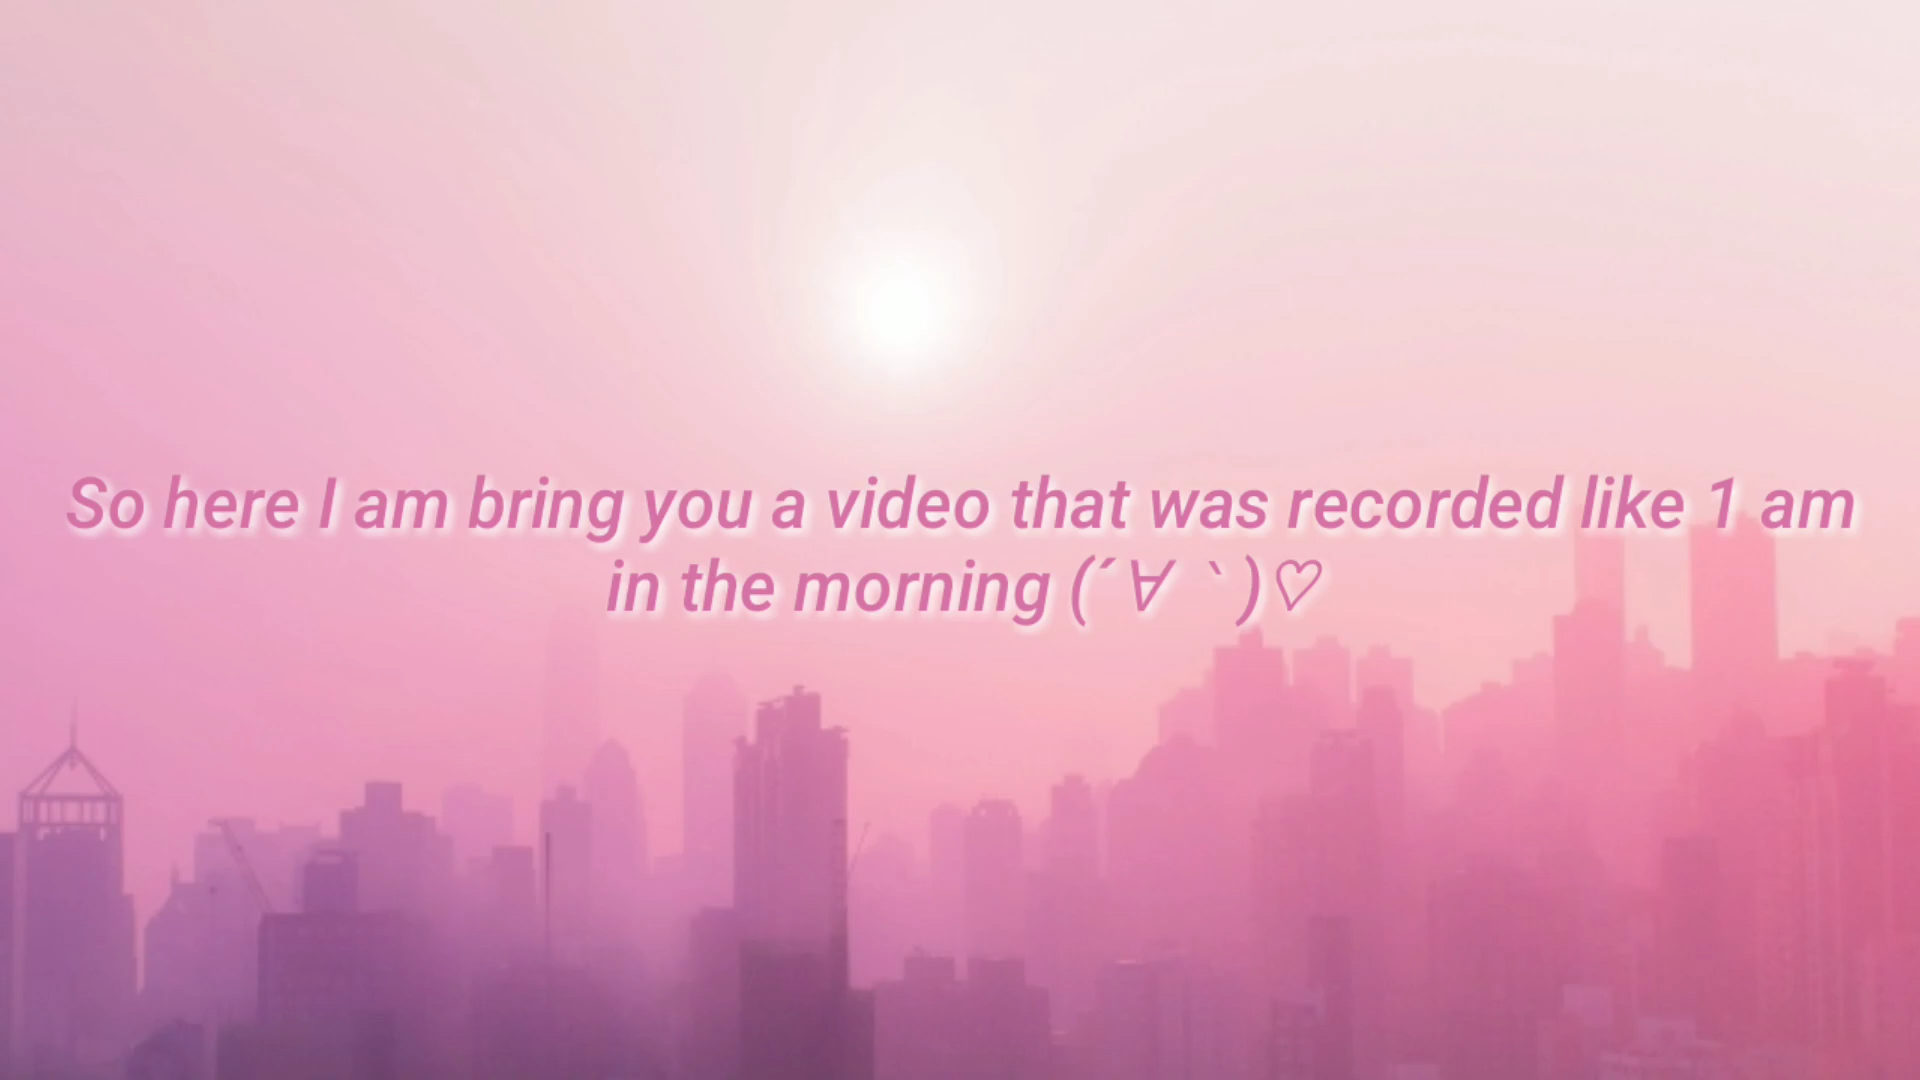 So here I am bring you a video that was recorded like 1 am
in the morning (´∀｀)♡